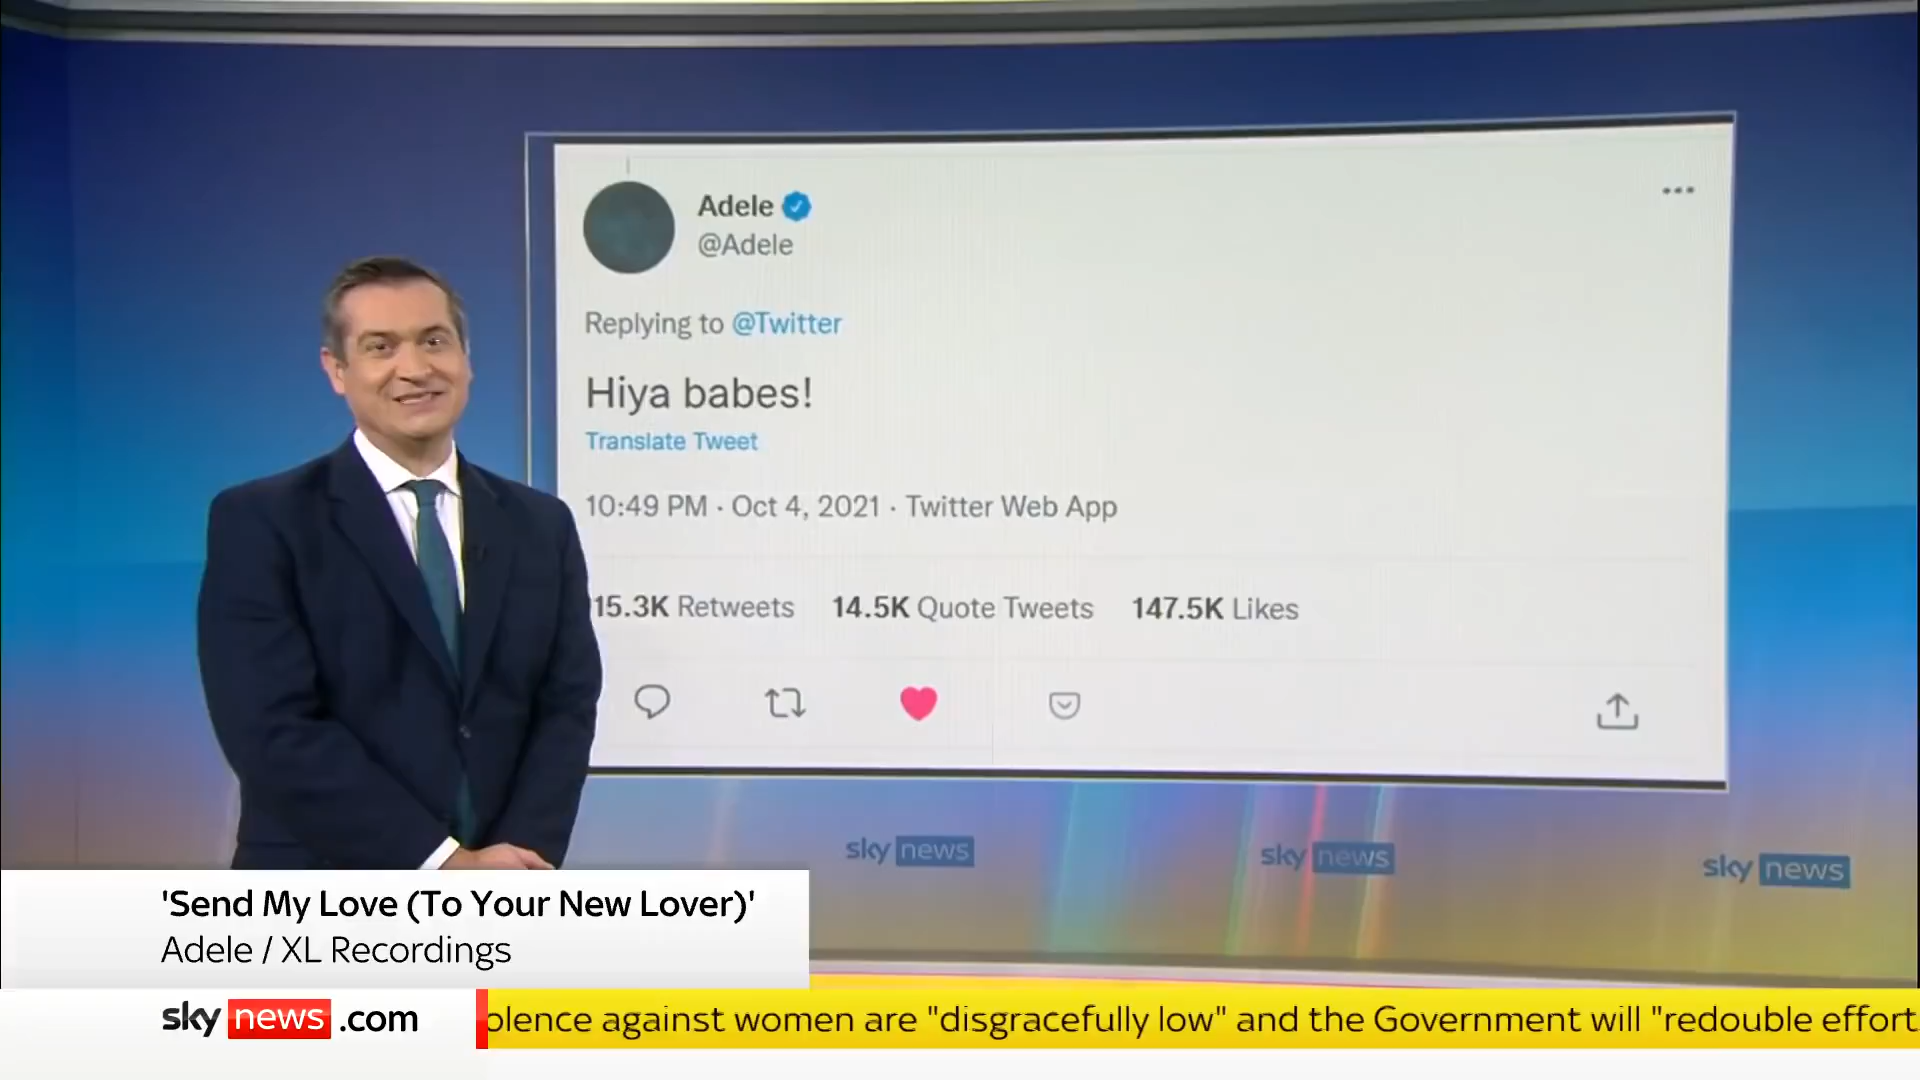 Adele
@Adele
Replying to @Twitter
Hiya babes!
Translate Tweet
10:49 PM · Oct 4, 2021 · Twitter Web App
15.3K Retweets 14.5K Quote Tweets 147.5K Likes
sky news
sky news
sky news
'Send My Love (To Your New Lover)'
Adele / XL Recordings
sky news .com
against women are "disgracefully low" and the Government will "redouble